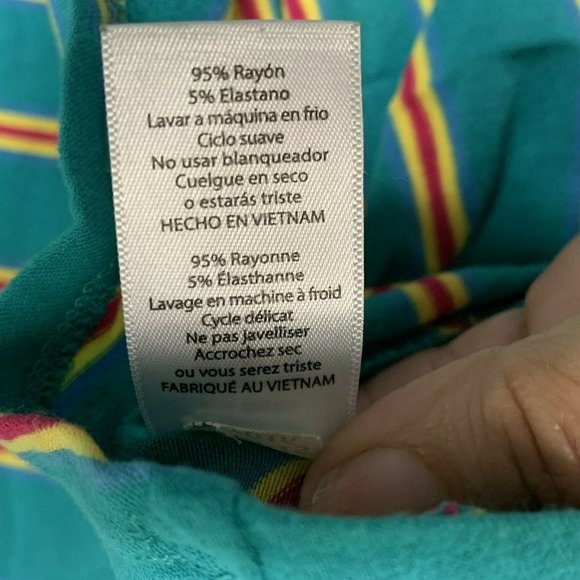 95% Rayón
5% Elastano
Lavar a máquina en frio
Ciclo suave
No usar blanqueador
Cuelgue en seco
o estarás triste
HECHO EN VIETNAM
95% Rayonne
5% Élasthanne
Lavage en machine à froid
Cycle délicat
Ne pas javelliser
Accrochez sec
ou vous serez triste
FABRIQUÉ AU VIETNAM